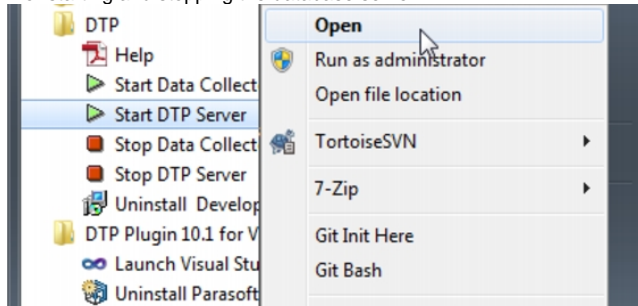 DTP
Help
Start Data Collect
Start DTP Server
Stop Data Collect
Stop DTP Server
Uninstall Develop
DTP Plugin 10.1 for V
Launch Visual Stu
Uninstall Parasoft
Open
Run as administrator
Open file location
TortoiseSVN
7-Zip
Git Init Here
Git Bash